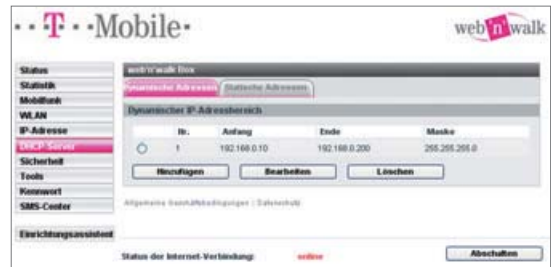 ··T··Mobile·
web'n'walk
Status
Statistik
Mobilfunk
WLAN
IP-Adresse
DHCP-Server
Sicherheit
Tools
Kennwort
SMS-Center
Einrichtungsassistent
web'n'walk Box
Dynamische Adressen Statische Adressen
Dynamischer IP-Adressbereich
Nr. Anfang Ende Maske
1 192.168.0.10 192.168.0.200 255.255.255.0
Hinzufügen Bearbeiten Löschen
Allgemeine Geschäftsbedingungen | Datenschutz
Status der Internet-Verbindung: online Abschalten